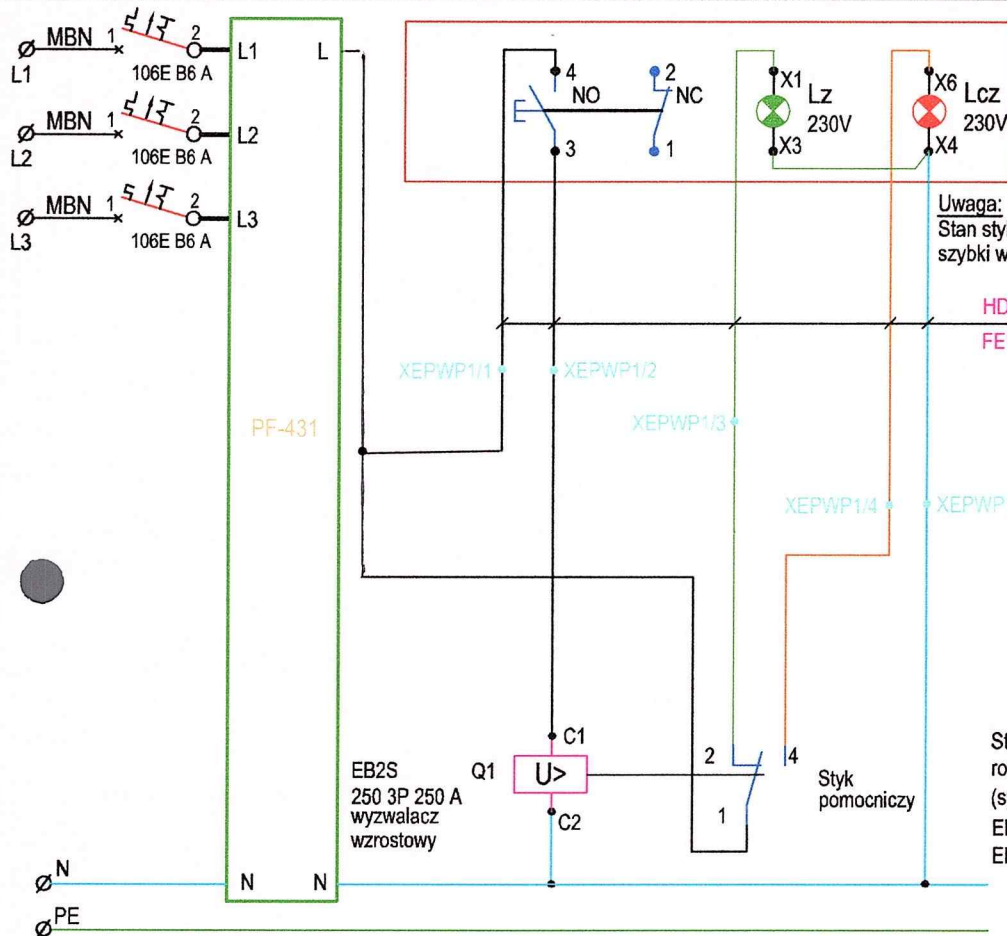 MBN 1 2
L1
106E B6 A
L1
L
MBN 1 2
L2
106E B6 A
L2
MBN 1 2
L3
106E B6 A
L3
4
NO
3
2
NC
1
X1
Lz
230V
X3
X6
Lcz
230V
X4
Uwaga:
Stan
szybki
XEPWP1/1
XEPWP1/2
XEPWP1/3
XEPWP1/4
PF-431
EB2S
250 3P 250 A
wyzwalacz
wzrostowy
Q1
U>
C1
C2
2
4
1
Styk
pomocniczy
N
N
N
PE